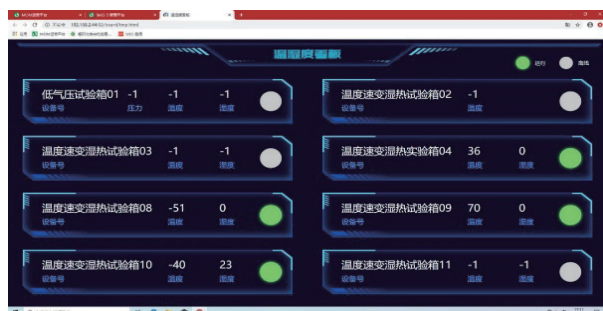 温湿度看板
运行 离线
低气压试验箱01 -1 -1 -1
设备号 压力 温度 湿度
温度速变湿热试验箱02 -1
设备号 温度
温度速变湿热试验箱03 -1 -1
设备号 温度 湿度
温度速变湿热实验箱04 36 0
设备号 温度 湿度
温度速变湿热试验箱08 -51 0
设备号 温度 湿度
温度速变湿热试验箱09 70 0
设备号 温度 湿度
温度速变湿热试验箱10 -40 23
设备号 温度 湿度
温度速变湿热试验箱11 -1 -1
设备号 温度 湿度